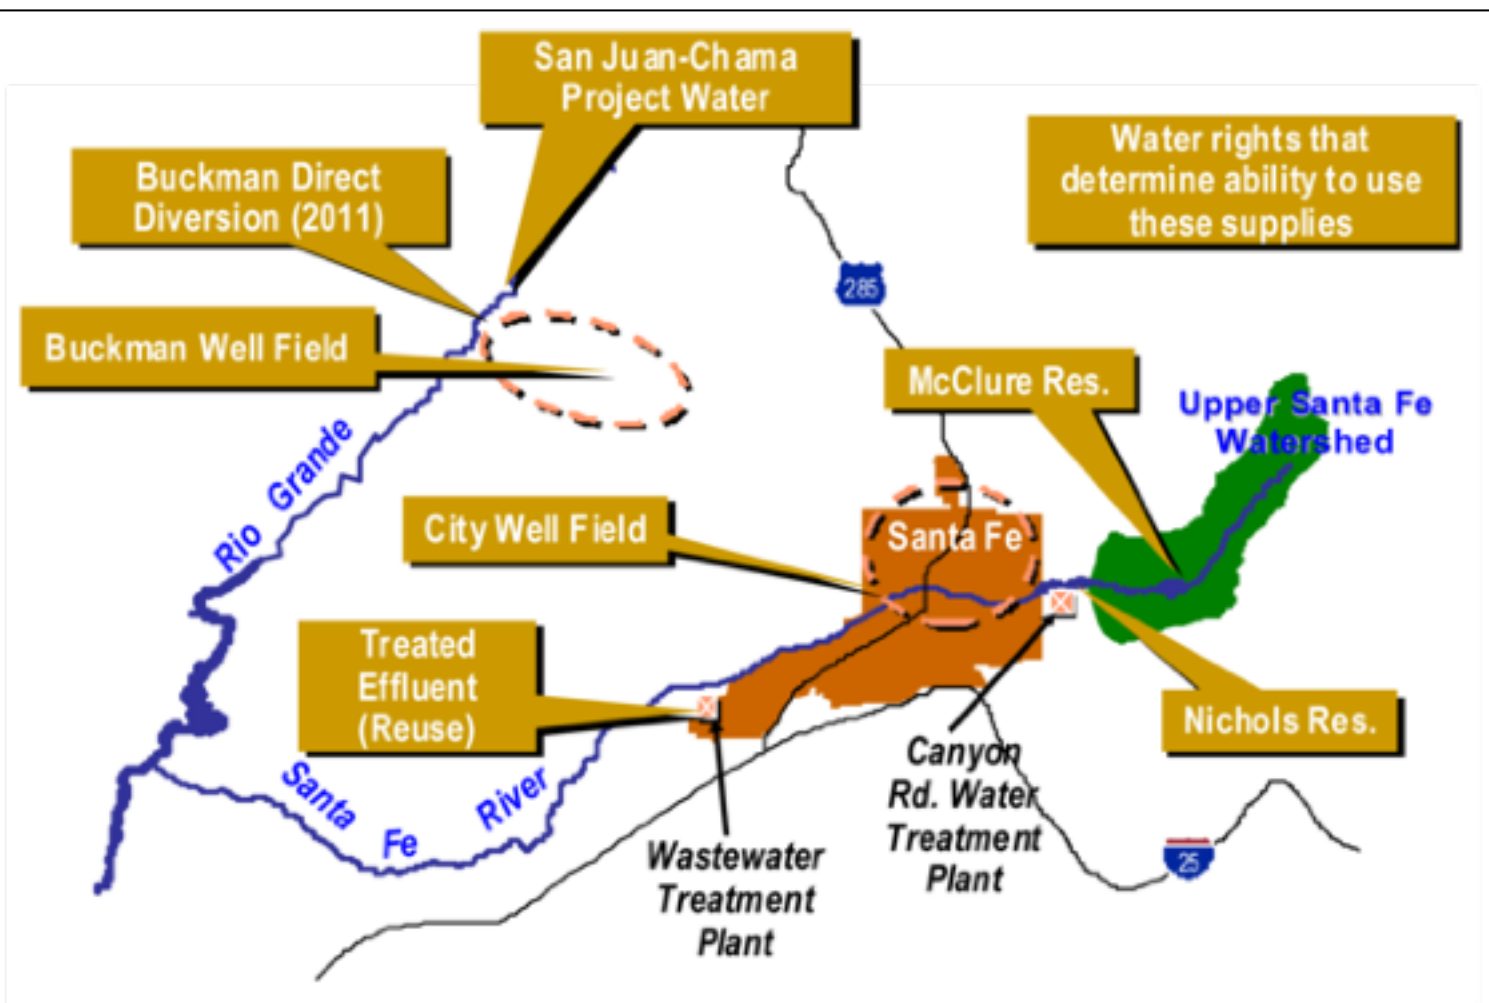 San Juan-Chama
Project Water
Water rights that
determine ability to use
these supplies
Buckman Direct
Diversion (2011)
285
Buckman Well Field
McClure Res.
Upper Santa Fe
Watershed
Rio Grande
City Well Field
Santa Fe
Treated
Effluent
(Reuse)
Nichols Res.
Canyon
Rd. Water
Treatment
Plant
Santa Fe River
Wastewater
Treatment
Plant
25